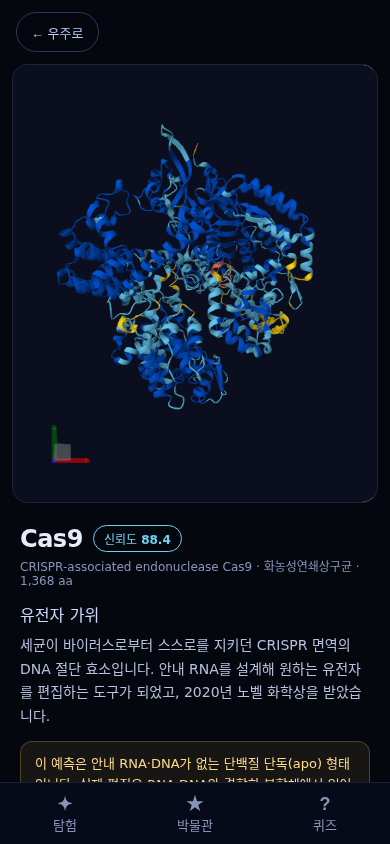 ← 우주로
Cas9 신뢰도 88.4
CRISPR-associated endonuclease Cas9 · 화농성연쇄상구균 ·
1,368 aa
유전자 가위
세균이 바이러스로부터 스스로를 지키던 CRISPR 면역의
DNA 절단 효소입니다. 안내 RNA를 설계해 원하는 유전자
를 편집하는 도구가 되었고, 2020년 노벨 화학상을 받았습
니다.
이 예측은 안내 RNA·DNA가 없는 단백질 단독(apo) 형태
✦ ★ ?
탐험 박물관 퀴즈